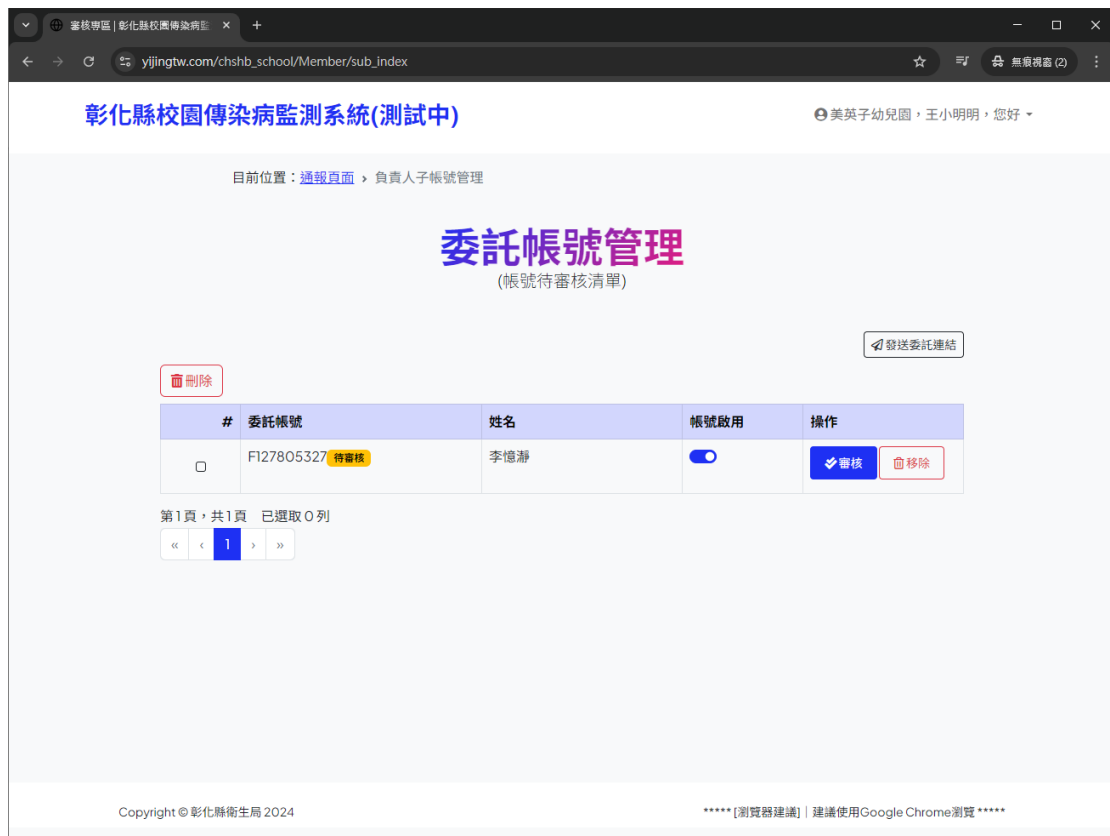 審核專區 | 彰化縣校園傳染病監
yijingtw.com/chshb_school/Member/sub_index
無痕視窗 (2)
彰化縣校園傳染病監測系統(測試中)
美英子幼兒園，王小明明，您好
目前位置：通報頁面 › 負責人子帳號管理
委託帳號管理
(帳號待審核清單)
發送委託連結
刪除
# 委託帳號 姓名 帳號啟用 操作
F127805327 待審核 李憶瀞 審核 移除
第1頁，共1頁 已選取 0 列
« ‹ 1 › »
Copyright © 彰化縣衛生局 2024
***** [瀏覽器建議]｜建議使用Google Chrome瀏覽 *****